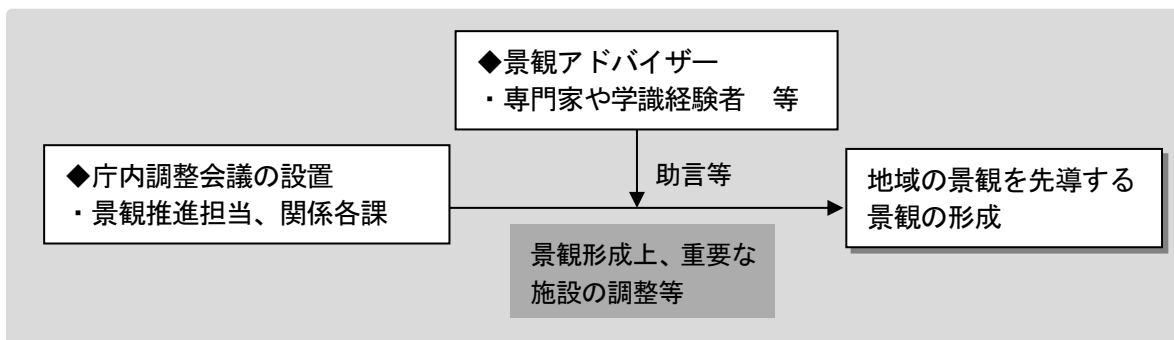 ◆景観アドバイザー
・専門家や学識経験者　等
◆庁内調整会議の設置
・景観推進担当、関係各課
助言等
地域の景観を先導する
景観の形成
景観形成上、重要な
施設の調整等